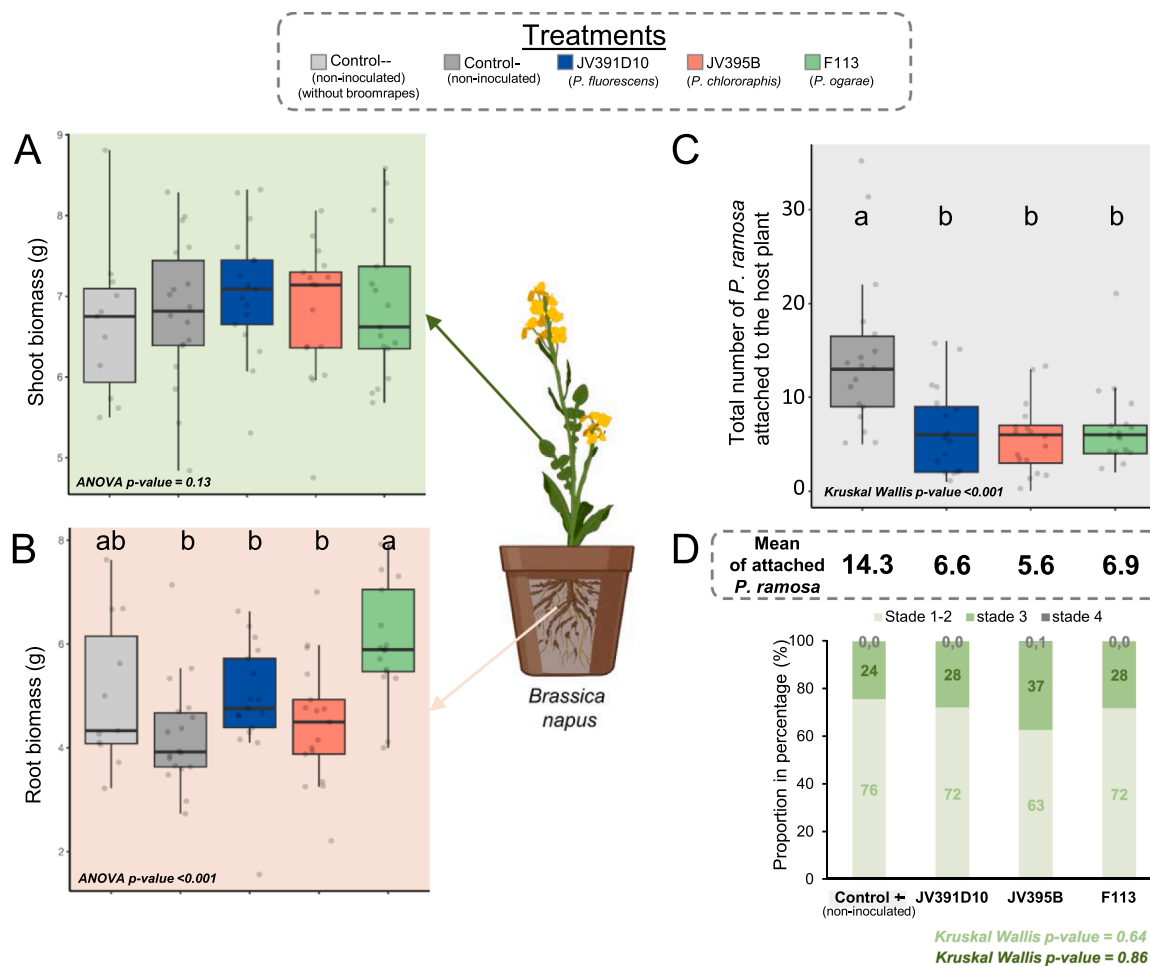 Treatments
Control-- Control- JV391D10 JV395B F113
(non-inoculated) (non-inoculated) (P. fluorescens) (P. chlororaphis) (P. ogarae)
(without broomrapes)
A
Shoot biomass (g)
9
8
7
6
5
ANOVA p-value = 0.13
B
Root biomass (g)
8
6
4
2
ab b b b a
ANOVA p-value <0.001
Brassica
napus
C
Total number of P. ramosa
attached to the host plant
30
20
10
0
a b b b
Kruskal Wallis p-value <0.001
D
Mean
of attached
P. ramosa
14.3 6.6 5.6 6.9
Stade 1-2 stade 3 stade 4
Proportion in percentage (%)
100
80
60
40
20
0
0,0 0,0 0,1 0,0
24 28 37 28
76 72 63 72
Control +- JV391D10 JV395B F113
(non-inoculated)
Kruskal Wallis p-value = 0.64
Kruskal Wallis p-value = 0.86